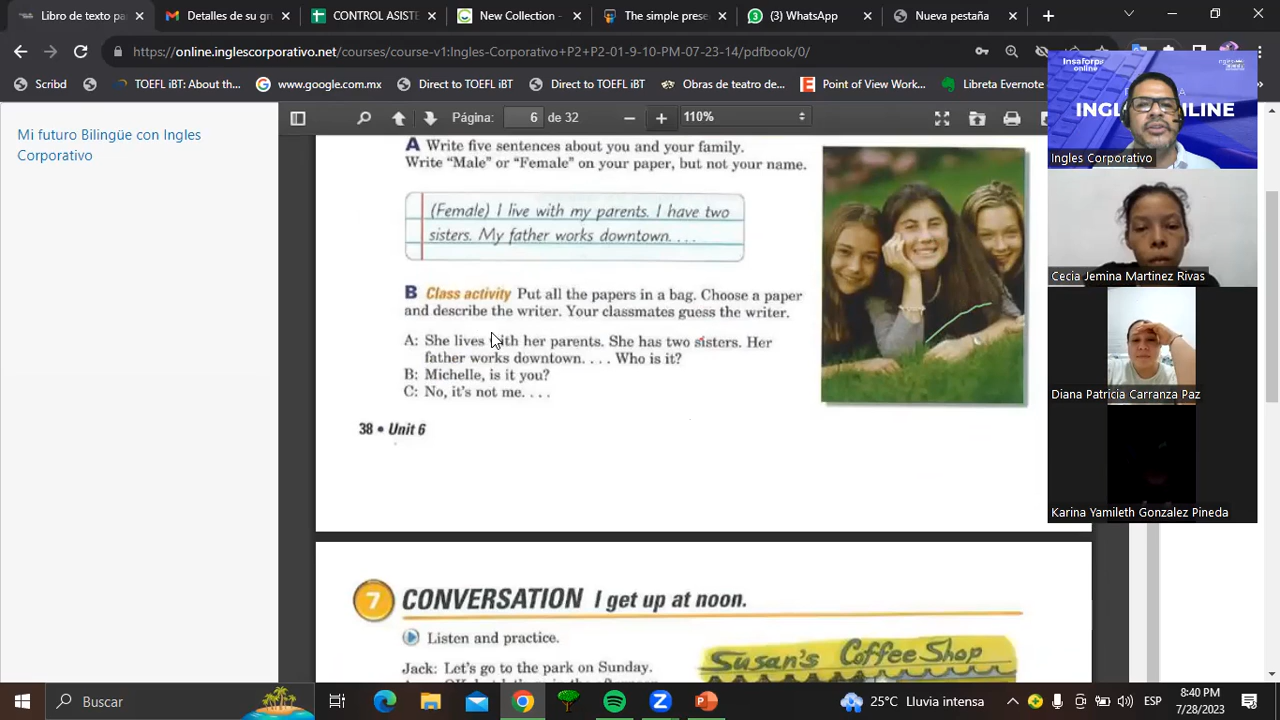 Libro de texto pa
Detalles de su gr
CONTROL ASISTE
New Collection -
The simple prese
(3) WhatsApp
Nueva pestaña
https://online.inglescorporativo.net/courses/course-v1:Ingles-Corporativo+P2+P2-01-9-10-PM-07-23-14/pdfbook/0/
Scribd
TOEFL iBT: About the...
www.google.com
Direct to TOEFL iBT
Direct to TOEFL iBT
Obras de teatro de...
Point of View Work...
Libreta Evernote
Página: 6 de 32
110%
Mi futuro Bilingüe con Ingles
Corporativo
A Write five sentences about you and your family.
Write "Male" or "Female" on your paper, but not your name.
(Female) I live with my parents. I have two
sisters. My father works downtown. . . .
B Class activity Put all the papers in a bag. Choose a paper
and describe the writer. Your classmates guess the writer.
A: She lives with her parents. She has two sisters. Her
father works downtown. . . . Who is it?
B: Michelle, is it you?
C: No, it's not me. . . .
38 • Unit 6
7 CONVERSATION I get up at noon.
Listen and practice.
Jack: Let's go to the park on Sunday.
Susan's Coffee Shop
Insaforp
online
INGL ONLINE
Ingles Corporativo
Cecia Jemina Martinez Rivas
Diana Patricia Carranza Paz
Karina Yamileth Gonzalez Pineda
Buscar
25°C Lluvia intensa
ESP
8:40 PM
7/28/2023